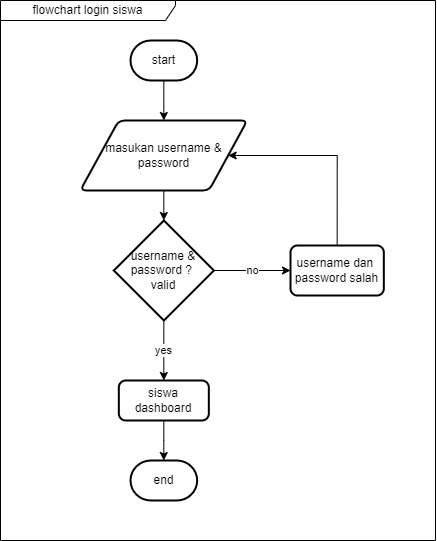 flowchart login siswa
start
masukan username &
password
username &
password ?
valid
no
username dan
password salah
yes
siswa
dashboard
end